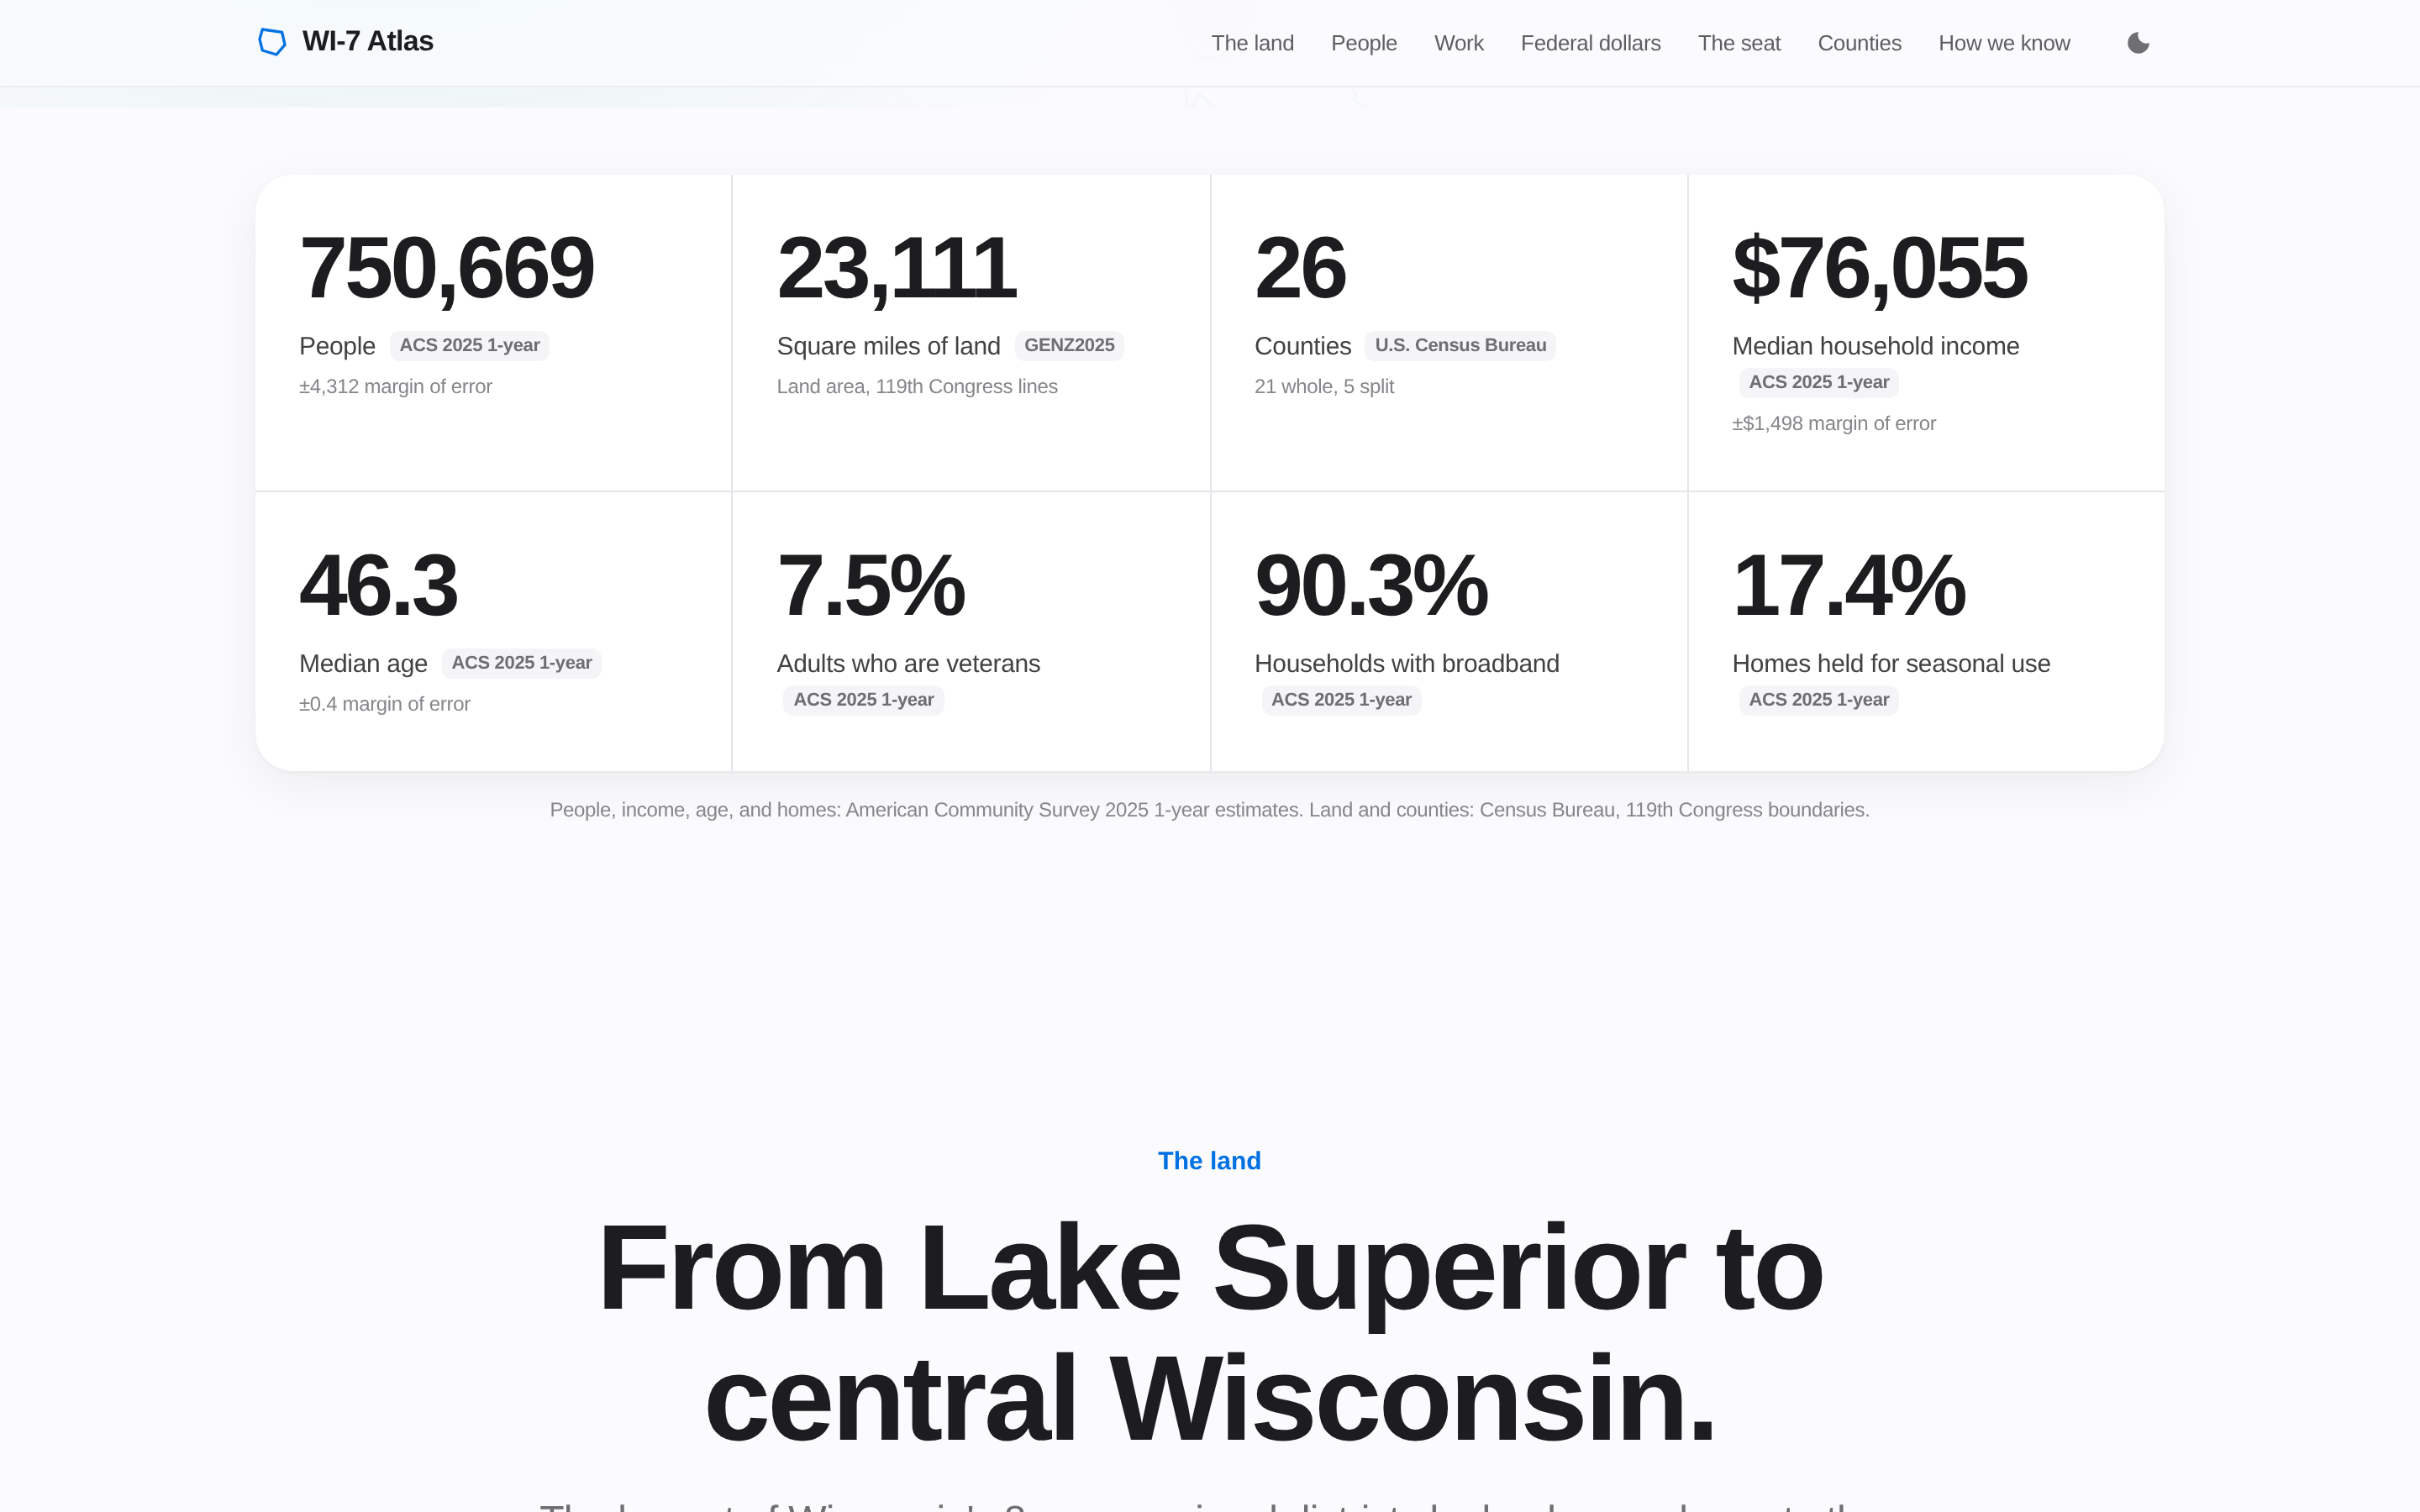 WI-7 Atlas
The land People Work Federal dollars The seat Counties How we know
750,669
People ACS 2025 1-year
±4,312 margin of error
23,111
Square miles of land GENZ2025
Land area, 119th Congress lines
26
Counties U.S. Census Bureau
21 whole, 5 split
$76,055
Median household income
ACS 2025 1-year
±$1,498 margin of error
46.3
Median age ACS 2025 1-year
±0.4 margin of error
7.5%
Adults who are veterans
ACS 2025 1-year
90.3%
Households with broadband
ACS 2025 1-year
17.4%
Homes held for seasonal use
ACS 2025 1-year
People, income, age, and homes: American Community Survey 2025 1-year estimates. Land and counties: Census Bureau, 119th Congress boundaries.
The land
From Lake Superior to
central Wisconsin.